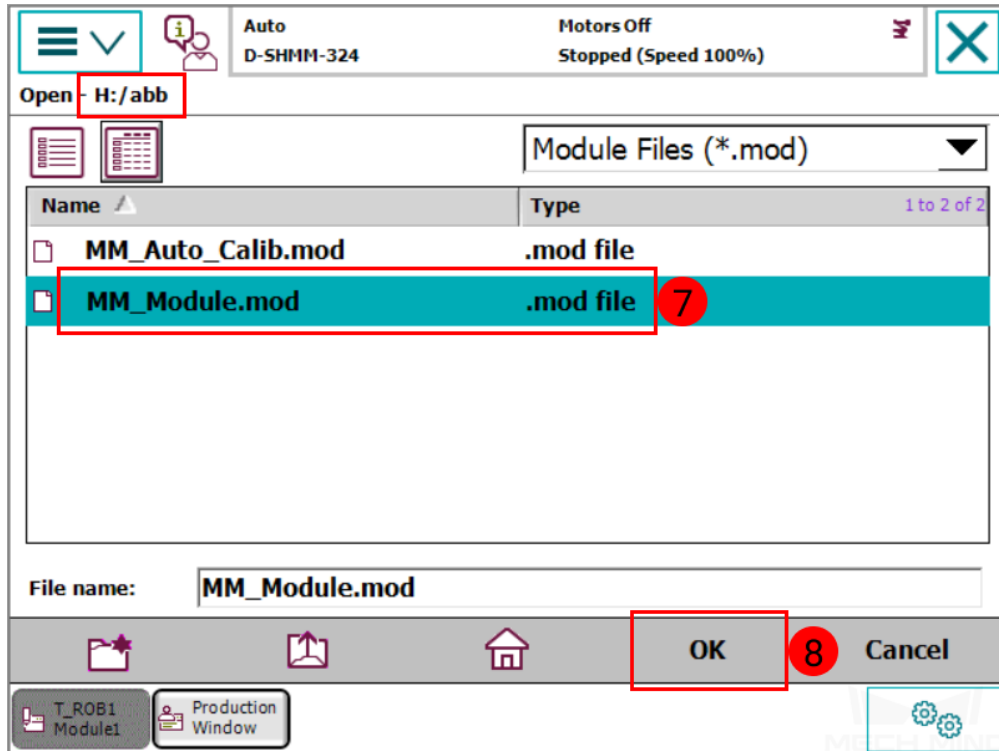 Auto
D-SHMM-324
Motors Off
Stopped (Speed 100%)
Open - H:/abb
Module Files (*.mod)
Name
Type
1 to 2 of 2
MM_Auto_Calib.mod
.mod file
MM_Module.mod
.mod file
7
File name:
MM_Module.mod
OK
8
Cancel
T_ROB1
Module1
Production
Window
MECH MIND